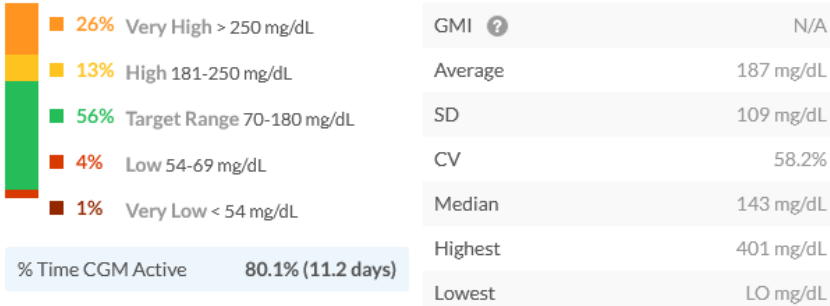 26% Very High > 250 mg/dL
13% High 181-250 mg/dL
56% Target Range 70-180 mg/dL
4% Low 54-69 mg/dL
1% Very Low < 54 mg/dL
% Time CGM Active 80.1% (11.2 days)
GMI ? N/A
Average 187 mg/dL
SD 109 mg/dL
CV 58.2%
Median 143 mg/dL
Highest 401 mg/dL
Lowest LO mg/dL